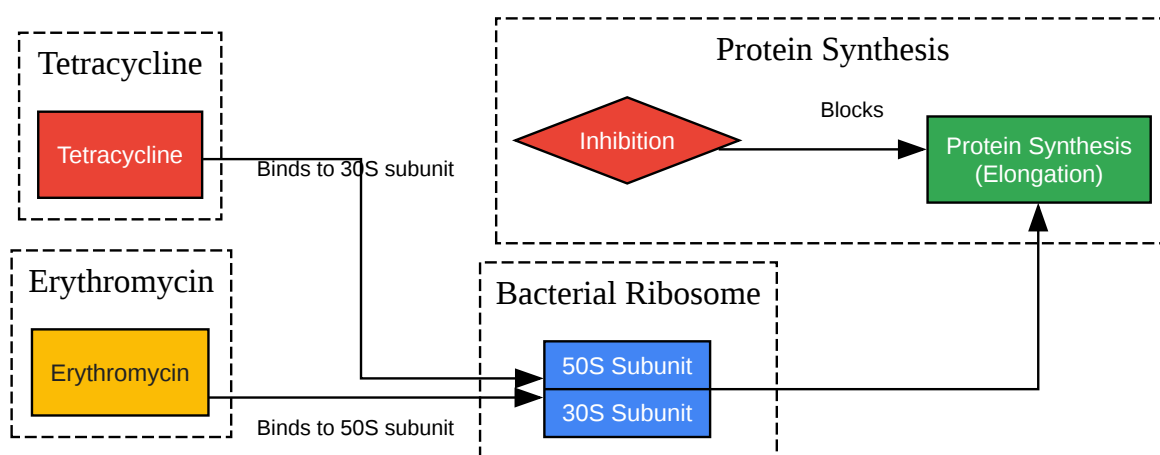 Tetracycline
Tetracycline
Binds to 30S subunit
Erythromycin
Erythromycin
Binds to 50S subunit
Bacterial Ribosome
50S Subunit
30S Subunit
Protein Synthesis
Inhibition
Blocks
Protein Synthesis
(Elongation)